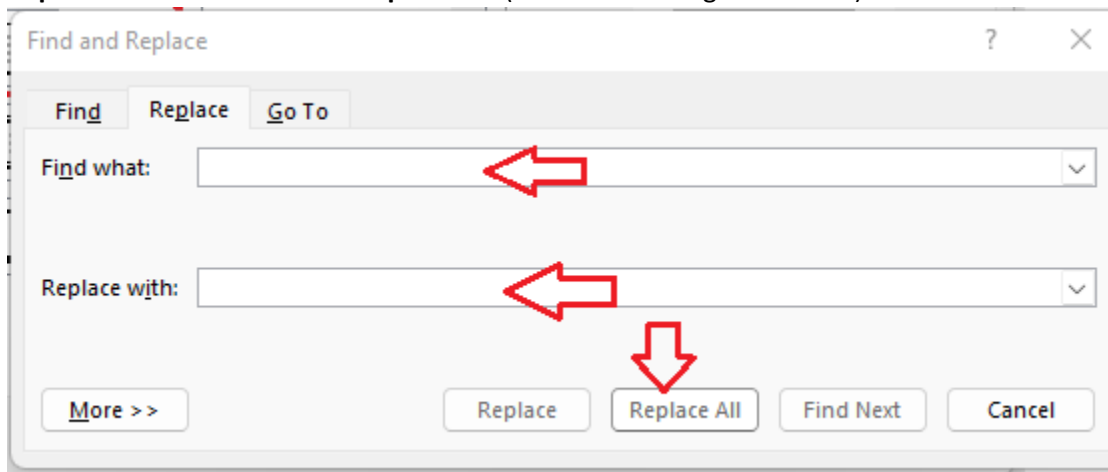 Find and Replace ?
Find Replace Go To
Find what:
Replace with:
More >> Replace Replace All Find Next Cancel